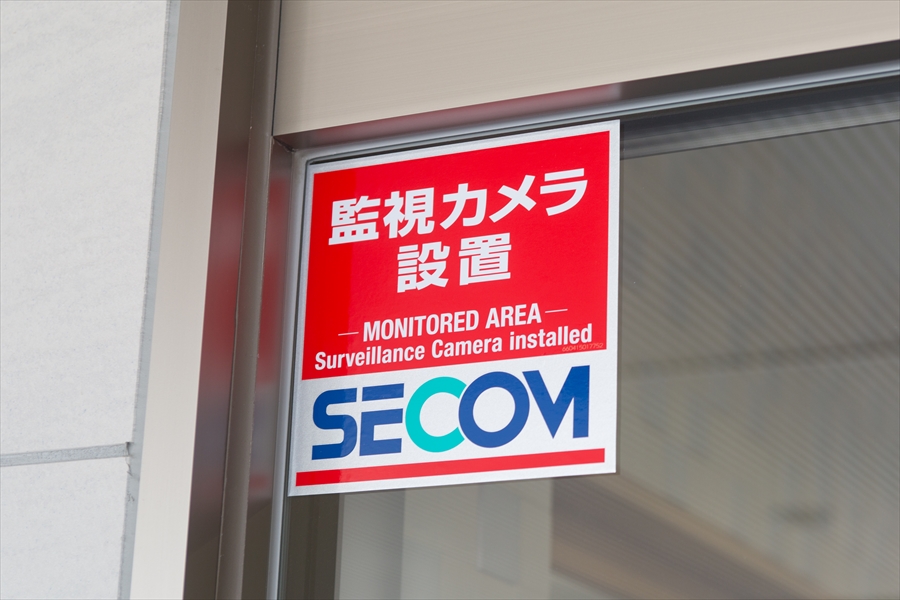 監視カメラ
設置
MONITORED AREA
Surveillance Camera installed
SECOM